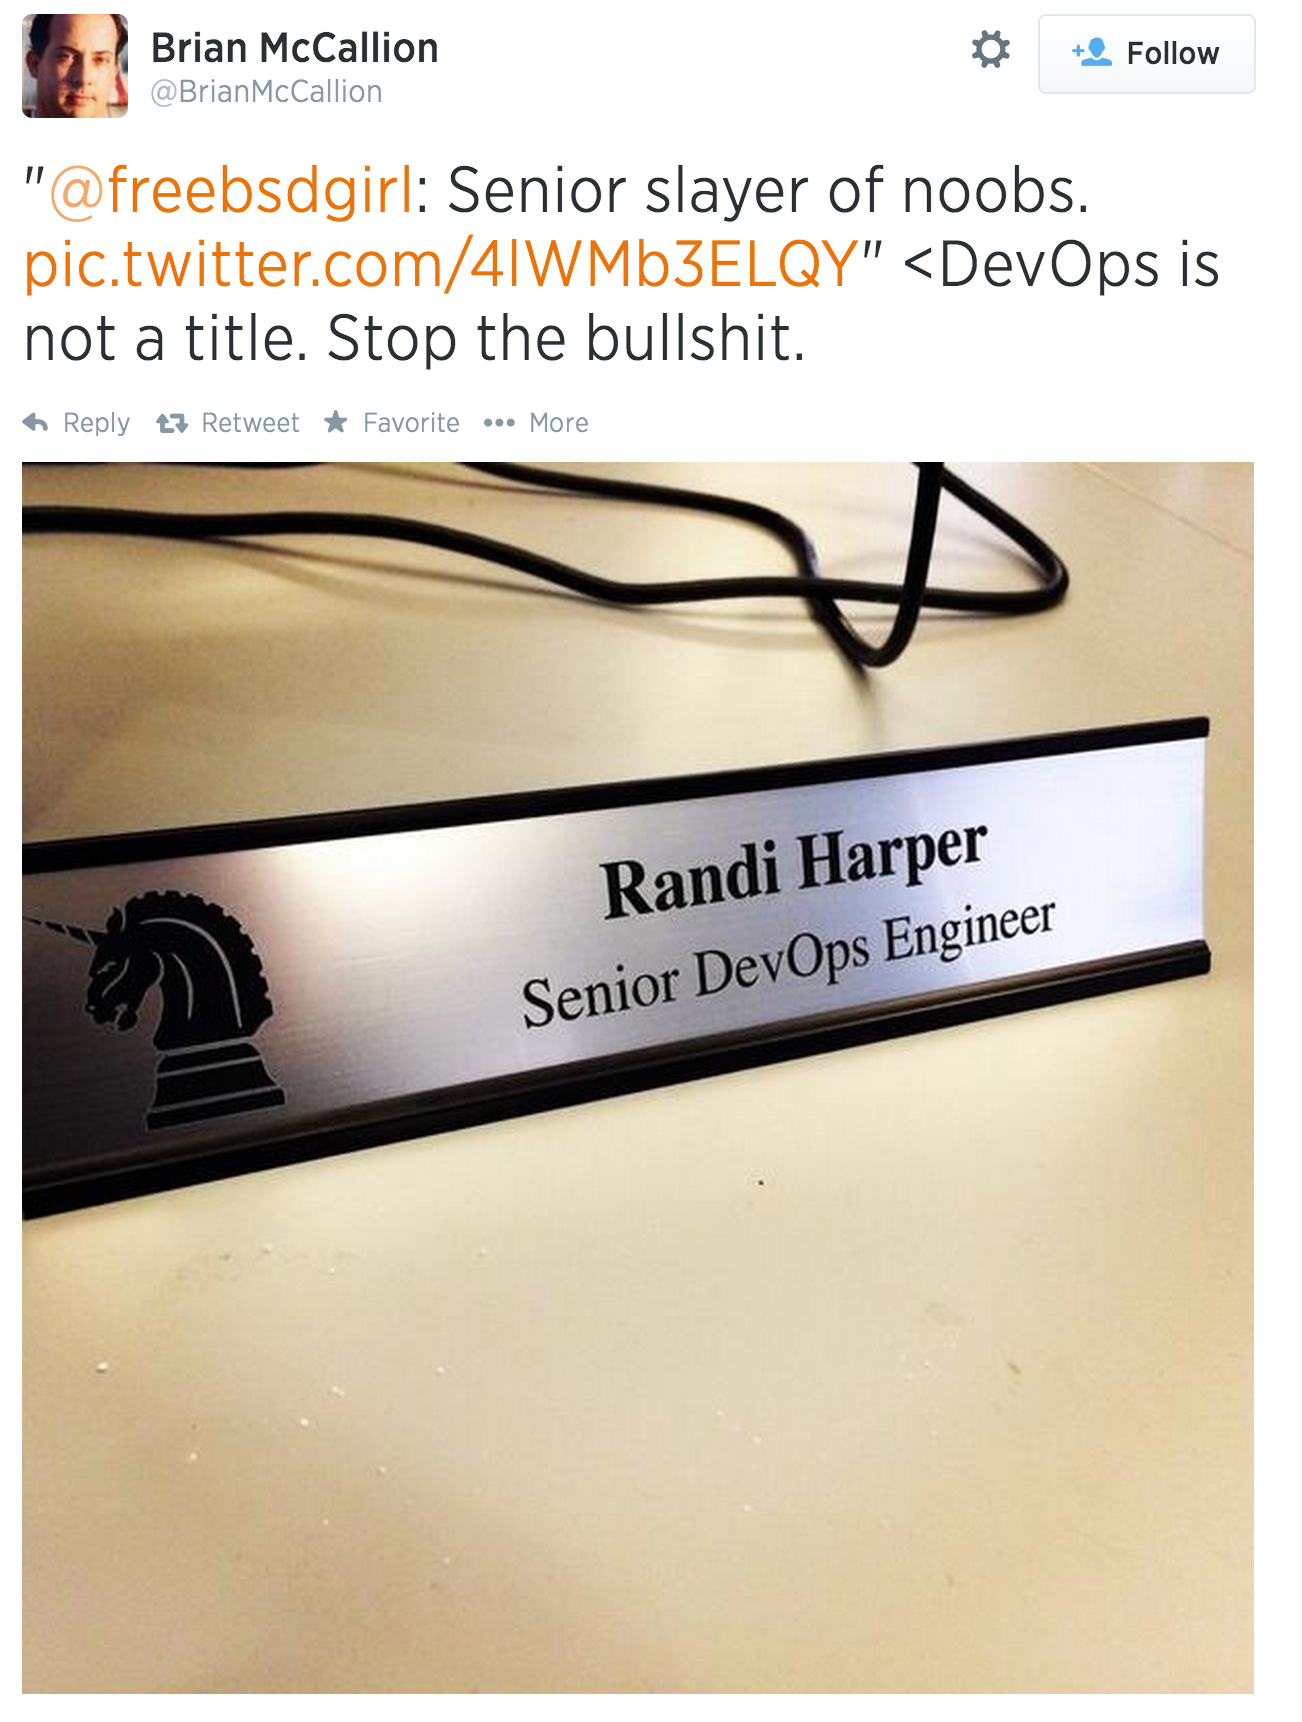 Brian McCallion
@BrianMcCallion
Follow
"@freebsdgirl: Senior slayer of noobs.
pic.twitter.com/4lWMb3ELQY" <DevOps is
not a title. Stop the bullshit.
Reply Retweet Favorite More
Randi Harper
Senior DevOps Engineer